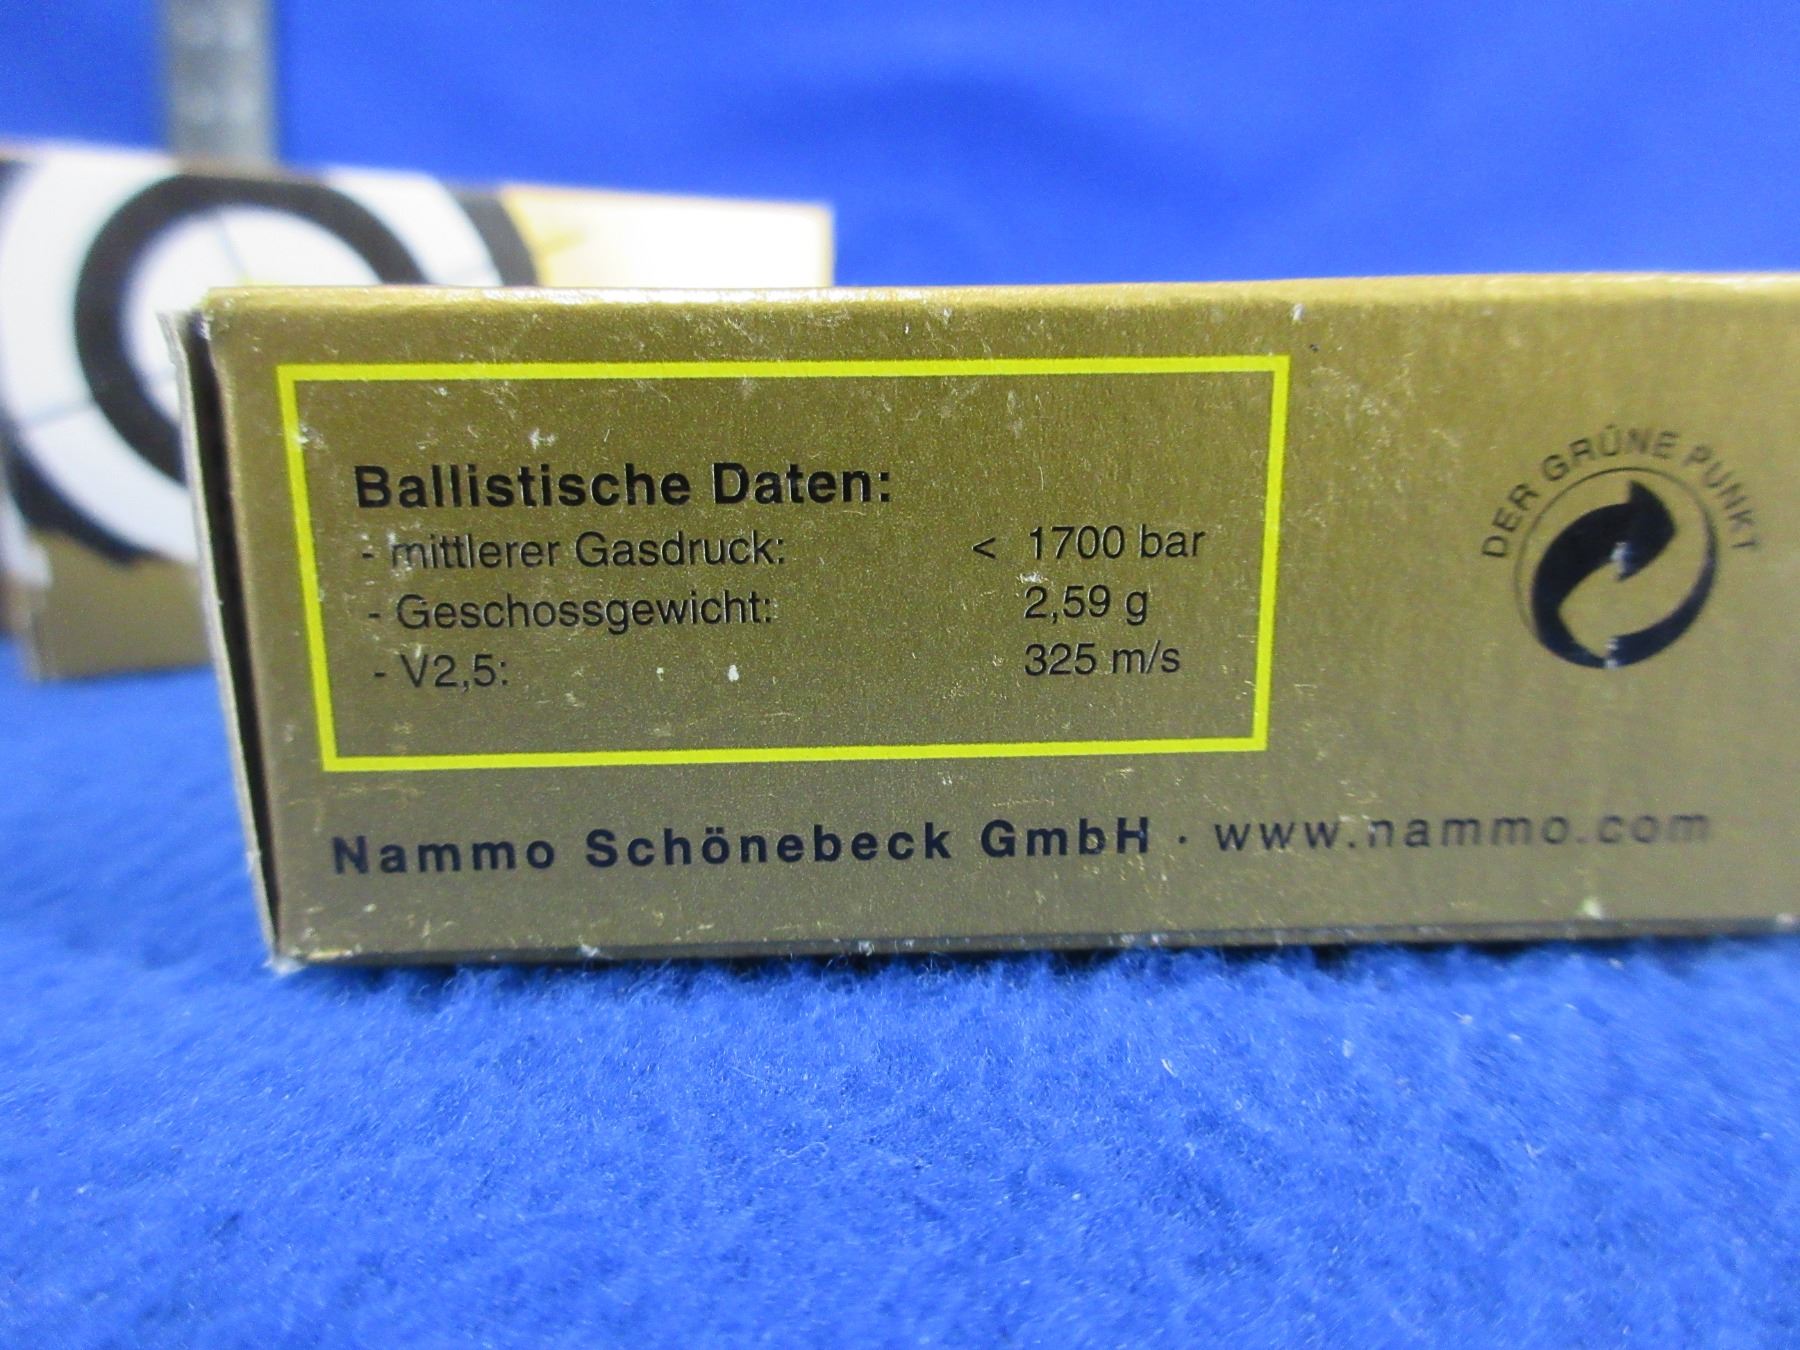 Ballistische Daten:
- mittlerer Gasdruck: < 1700 bar
- Geschossgewicht: 2,59 g
- V2,5: 325 m/s
DER GRÜNE PUNKT
Nammo Schönebeck GmbH · www.nammo.com